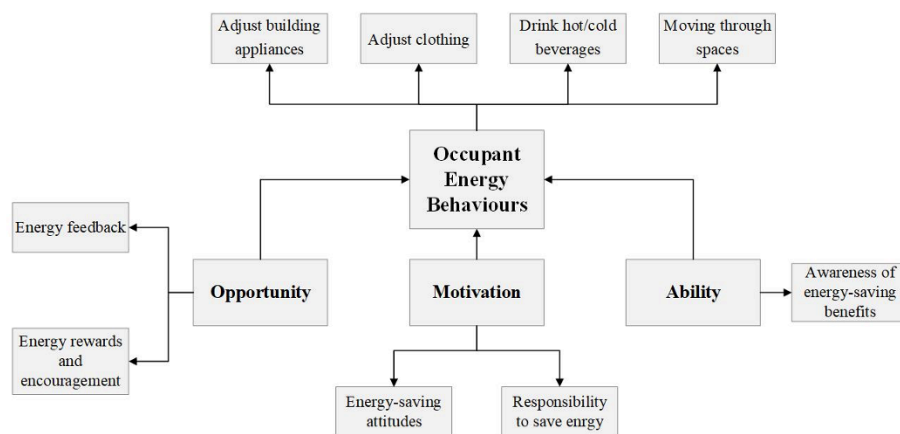 Adjust building
appliances
Adjust clothing
Drink hot/cold
beverages
Moving through
spaces
Occupant
Energy
Behaviours
Energy feedback
Opportunity
Motivation
Ability
Awareness of
energy-saving
benefits
Energy rewards
and
encouragement
Energy-saving
attitudes
Responsibility
to save enrgy